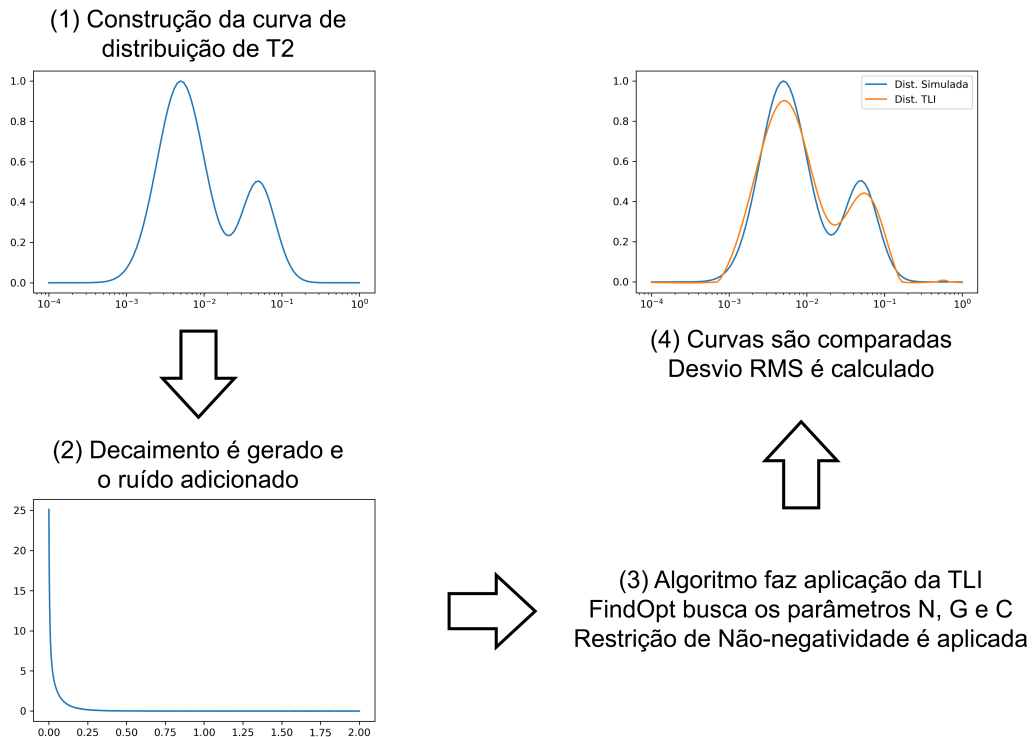 (1) Construção da curva de
distribuição de T2
1.0
0.8
0.6
0.4
0.2
0.0
10⁻⁴ 10⁻³ 10⁻² 10⁻¹ 10⁰
(2) Decaimento é gerado e
o ruído adicionado
25
20
15
10
5
0
0.00 0.25 0.50 0.75 1.00 1.25 1.50 1.75 2.00
(3) Algoritmo faz aplicação da TLI
FindOpt busca os parâmetros N, G e C
Restrição de Não-negatividade é aplicada
1.0
0.8
0.6
0.4
0.2
0.0
Dist. Simulada
Dist. TLI
10⁻⁴ 10⁻³ 10⁻² 10⁻¹ 10⁰
(4) Curvas são comparadas
Desvio RMS é calculado